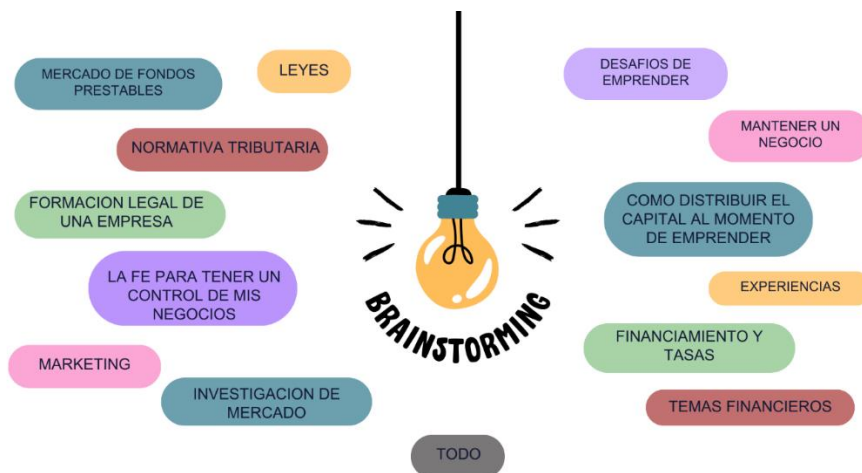 MERCADO DE FONDOS
PRESTABLES
LEYES
NORMATIVA TRIBUTARIA
FORMACION LEGAL DE
UNA EMPRESA
LA FE PARA TENER UN
CONTROL DE MIS
NEGOCIOS
MARKETING
INVESTIGACION DE
MERCADO
BRAINSTORMING
TODO
DESAFIOS DE
EMPRENDER
MANTENER UN
NEGOCIO
COMO DISTRIBUIR EL
CAPITAL AL MOMENTO
DE EMPRENDER
EXPERIENCIAS
FINANCIAMIENTO Y
TASAS
TEMAS FINANCIEROS